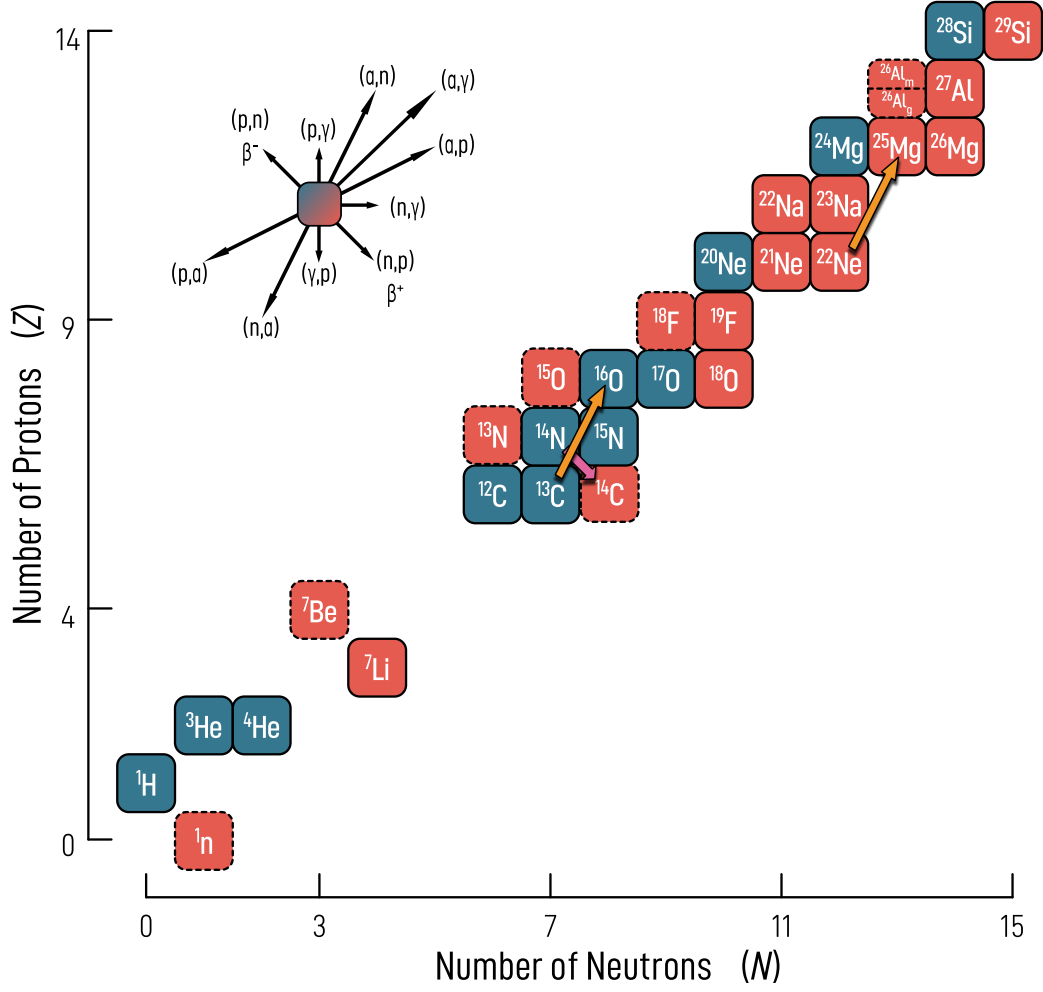 14
9
4
0
Number of Protons (Z)
0
3
7
11
15
Number of Neutrons (N)
(α,n)
(α,γ)
(p,n)
β⁻
(p,γ)
(α,p)
(n,γ)
(p,α)
(γ,p)
(n,p)
β⁺
(n,α)
²⁸Si
²⁹Si
²⁶Alₘ
²⁶Al_g
²⁷Al
²⁴Mg
²⁵Mg
²⁶Mg
²²Na
²³Na
²⁰Ne
²¹Ne
²²Ne
¹⁸F
¹⁹F
¹⁵O
¹⁶O
¹⁷O
¹⁸O
¹³N
¹⁴N
¹⁵N
¹²C
¹³C
¹⁴C
⁷Be
⁷Li
³He
⁴He
¹H
¹n